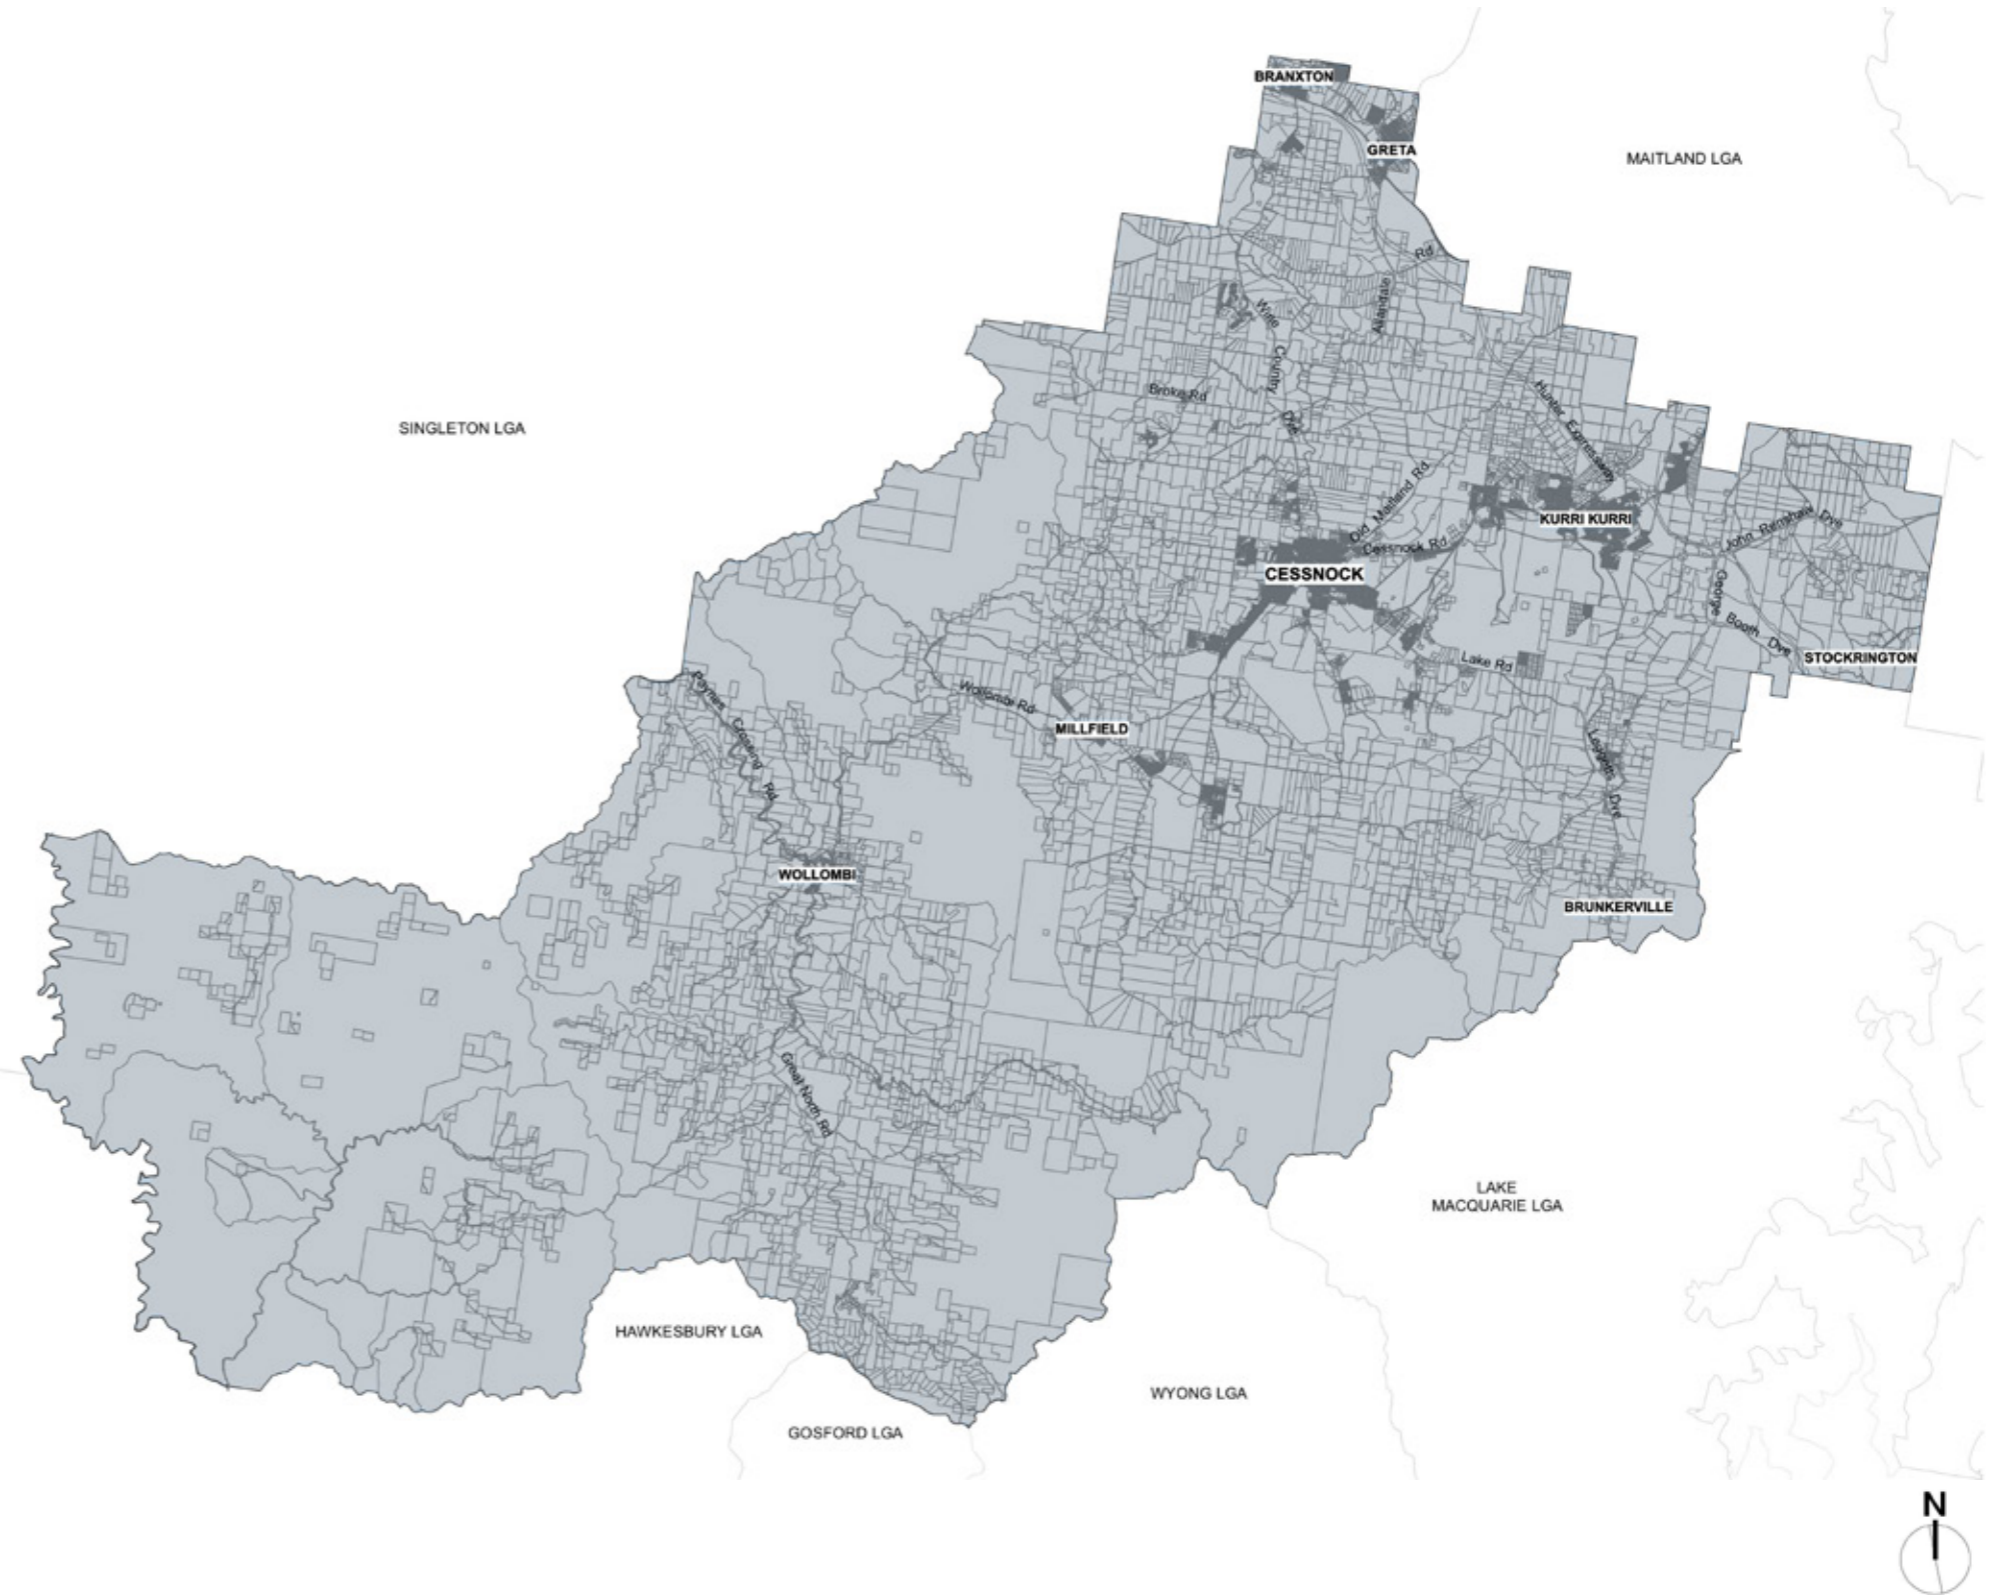 BRANXTON
GRETA
MAITLAND LGA
Rd
Allandale
Wine
Country
Dve
Broke Rd
Hunter Expressway
SINGLETON LGA
Old Maitland Rd
KURRI KURRI
John Renshaw Dve
Cessnock Rd
CESSNOCK
George
Booth Dve
STOCKRINGTON
Lake Rd
Paynes Crossing Rd
Wollombi Rd
MILLFIELD
Leggetts Dve
WOLLOMBI
BRUNKERVILLE
Great North Rd
LAKE
MACQUARIE LGA
HAWKESBURY LGA
WYONG LGA
GOSFORD LGA
N